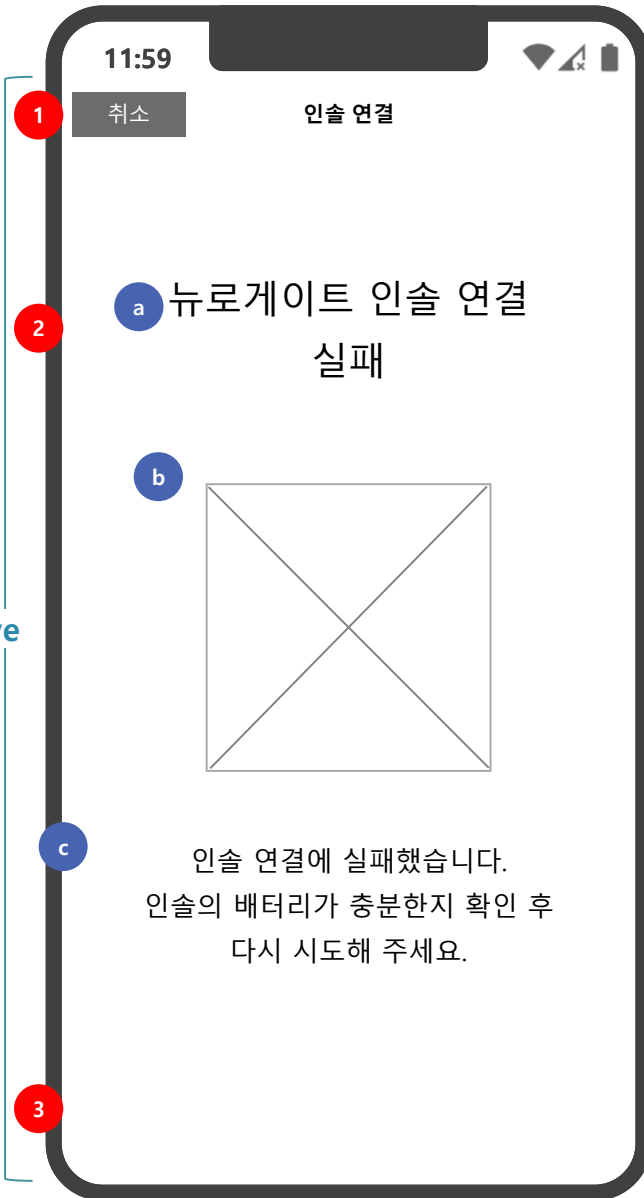 11:59
1
취소
인솔 연결
a
뉴로게이트 인솔 연결
실패
2
b
c
인솔 연결에 실패했습니다.
인솔의 배터리가 충분한지 확인 후
다시 시도해 주세요.
3